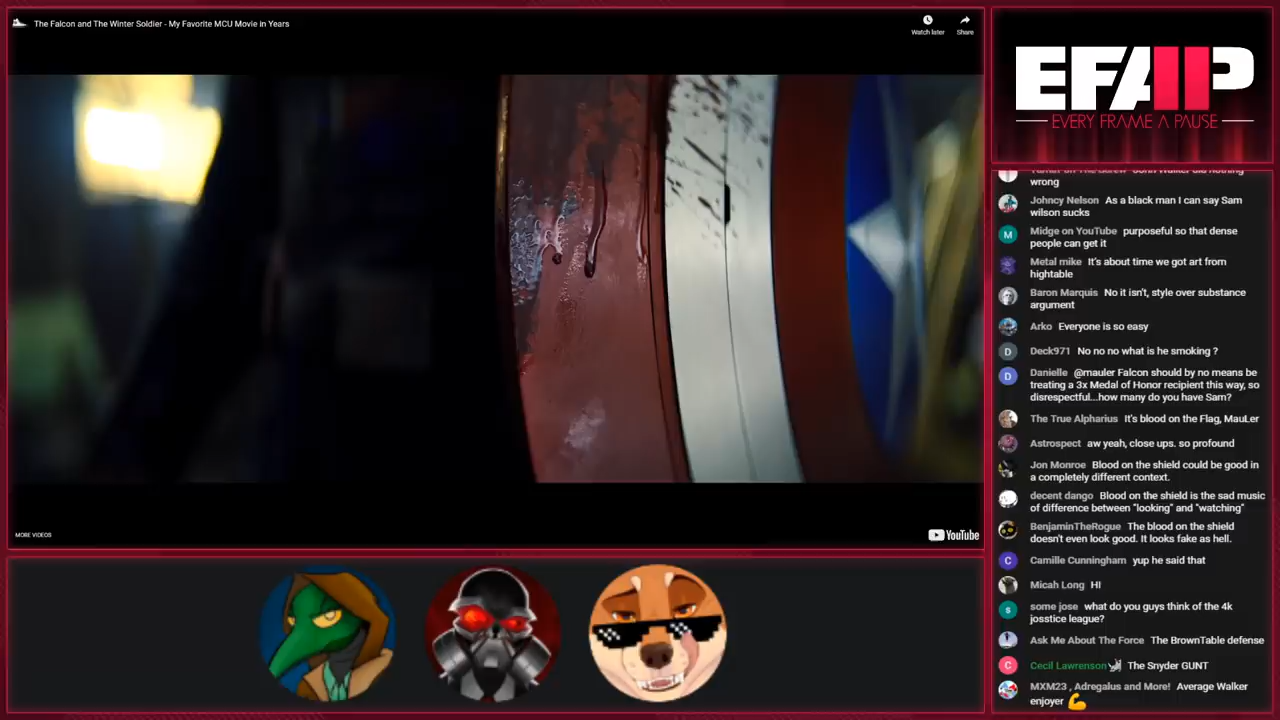 The Falcon and The Winter Soldier - My Favorite MCU Movie in Years
Watch later
Share
MORE VIDEOS
YouTube
EFAP
EVERY FRAME A PAUSE
wrong
Johncy Nelson As a black man I can say Sam
wilson sucks
M
Midge on YouTube purposeful so that dense
people can get it
Metal mike It's about time we got art from
hightable
Baron Marquis No it isn't, style over substance
argument
Arko Everyone is so easy
D
Deck971 No no no what is he smoking ?
D
Danielle @mauler Falcon should by no means be
treating a 3x Medal of Honor recipient this way, so
disrespectful...how many do you have Sam?
The True Alpharius It's blood on the Flag, MauLer
Astrospect aw yeah, close ups. so profound
Jon Monroe Blood on the shield could be good in
a completely different context.
decent dango Blood on the shield is the sad music
of difference between "looking" and "watching"
BenjaminTheRogue The blood on the shield
doesn't even look good. It looks fake as hell.
C
Camille Cunningham yup he said that
Micah Long HI
s
some jose what do you guys think of the 4k
josstice league?
Ask Me About The Force The BrownTable defense
C
Cecil Lawrenson The Snyder GUNT
MXM23 , Adregalus and More! Average Walker
enjoyer 💪